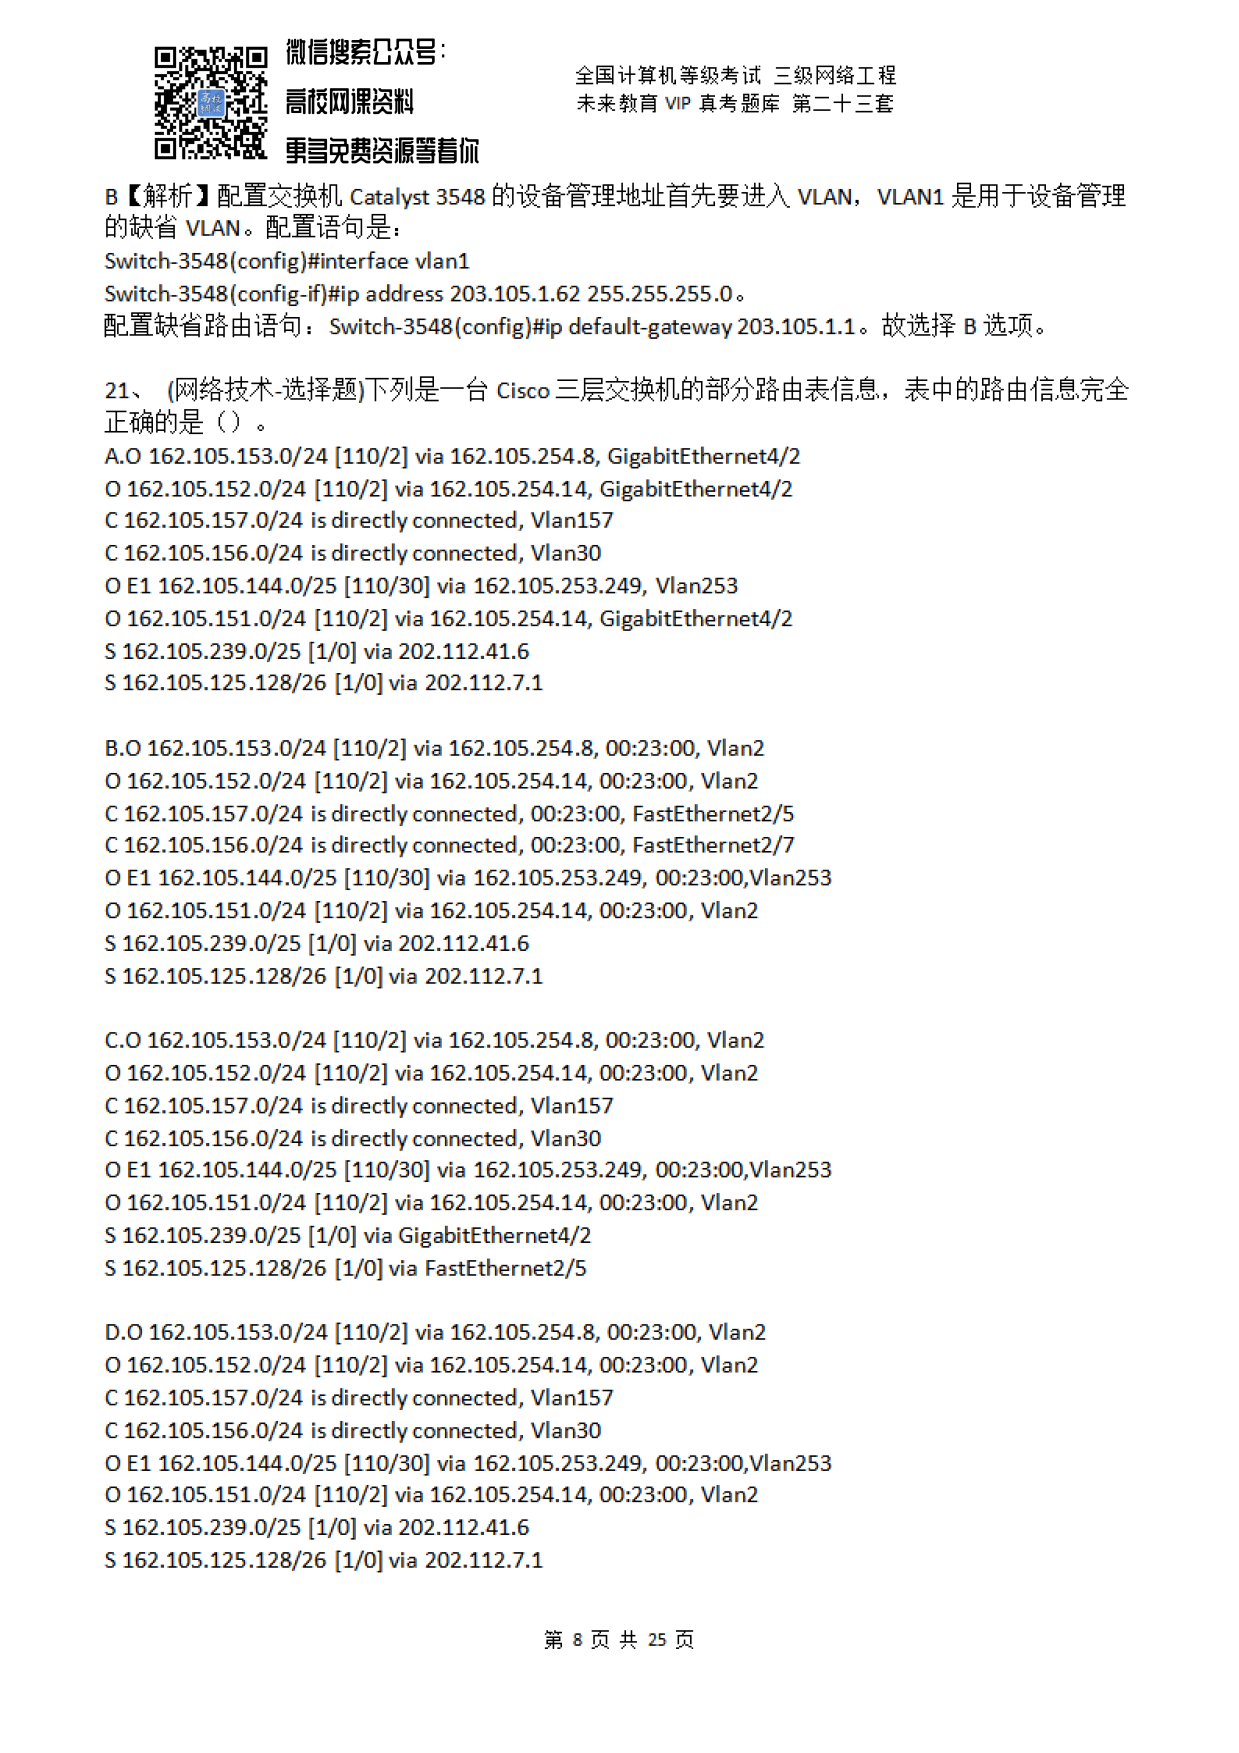 微信搜索公众号：
高校网课资料
更多免费资源等着你
高校
网课
全国计算机等级考试 三级网络工程
未来教育 VIP 真考题库 第二十三套
B【解析】配置交换机 Catalyst 3548 的设备管理地址首先要进入 VLAN，VLAN1 是用于设备管理
的缺省 VLAN。配置语句是：
Switch-3548(config)#interface vlan1
Switch-3548(config-if)#ip address 203.105.1.62 255.255.255.0。
配置缺省路由语句：Switch-3548(config)#ip default-gateway 203.105.1.1。故选择 B 选项。
21、 (网络技术-选择题)下列是一台 Cisco 三层交换机的部分路由表信息，表中的路由信息完全
正确的是（）。
A.O 162.105.153.0/24 [110/2] via 162.105.254.8, GigabitEthernet4/2
O 162.105.152.0/24 [110/2] via 162.105.254.14, GigabitEthernet4/2
C 162.105.157.0/24 is directly connected, Vlan157
C 162.105.156.0/24 is directly connected, Vlan30
O E1 162.105.144.0/25 [110/30] via 162.105.253.249, Vlan253
O 162.105.151.0/24 [110/2] via 162.105.254.14, GigabitEthernet4/2
S 162.105.239.0/25 [1/0] via 202.112.41.6
S 162.105.125.128/26 [1/0] via 202.112.7.1
B.O 162.105.153.0/24 [110/2] via 162.105.254.8, 00:23:00, Vlan2
O 162.105.152.0/24 [110/2] via 162.105.254.14, 00:23:00, Vlan2
C 162.105.157.0/24 is directly connected, 00:23:00, FastEthernet2/5
C 162.105.156.0/24 is directly connected, 00:23:00, FastEthernet2/7
O E1 162.105.144.0/25 [110/30] via 162.105.253.249, 00:23:00,Vlan253
O 162.105.151.0/24 [110/2] via 162.105.254.14, 00:23:00, Vlan2
S 162.105.239.0/25 [1/0] via 202.112.41.6
S 162.105.125.128/26 [1/0] via 202.112.7.1
C.O 162.105.153.0/24 [110/2] via 162.105.254.8, 00:23:00, Vlan2
O 162.105.152.0/24 [110/2] via 162.105.254.14, 00:23:00, Vlan2
C 162.105.157.0/24 is directly connected, Vlan157
C 162.105.156.0/24 is directly connected, Vlan30
O E1 162.105.144.0/25 [110/30] via 162.105.253.249, 00:23:00,Vlan253
O 162.105.151.0/24 [110/2] via 162.105.254.14, 00:23:00, Vlan2
S 162.105.239.0/25 [1/0] via GigabitEthernet4/2
S 162.105.125.128/26 [1/0] via FastEthernet2/5
D.O 162.105.153.0/24 [110/2] via 162.105.254.8, 00:23:00, Vlan2
O 162.105.152.0/24 [110/2] via 162.105.254.14, 00:23:00, Vlan2
C 162.105.157.0/24 is directly connected, Vlan157
C 162.105.156.0/24 is directly connected, Vlan30
O E1 162.105.144.0/25 [110/30] via 162.105.253.249, 00:23:00,Vlan253
O 162.105.151.0/24 [110/2] via 162.105.254.14, 00:23:00, Vlan2
S 162.105.239.0/25 [1/0] via 202.112.41.6
S 162.105.125.128/26 [1/0] via 202.112.7.1
第 8 页 共 25 页